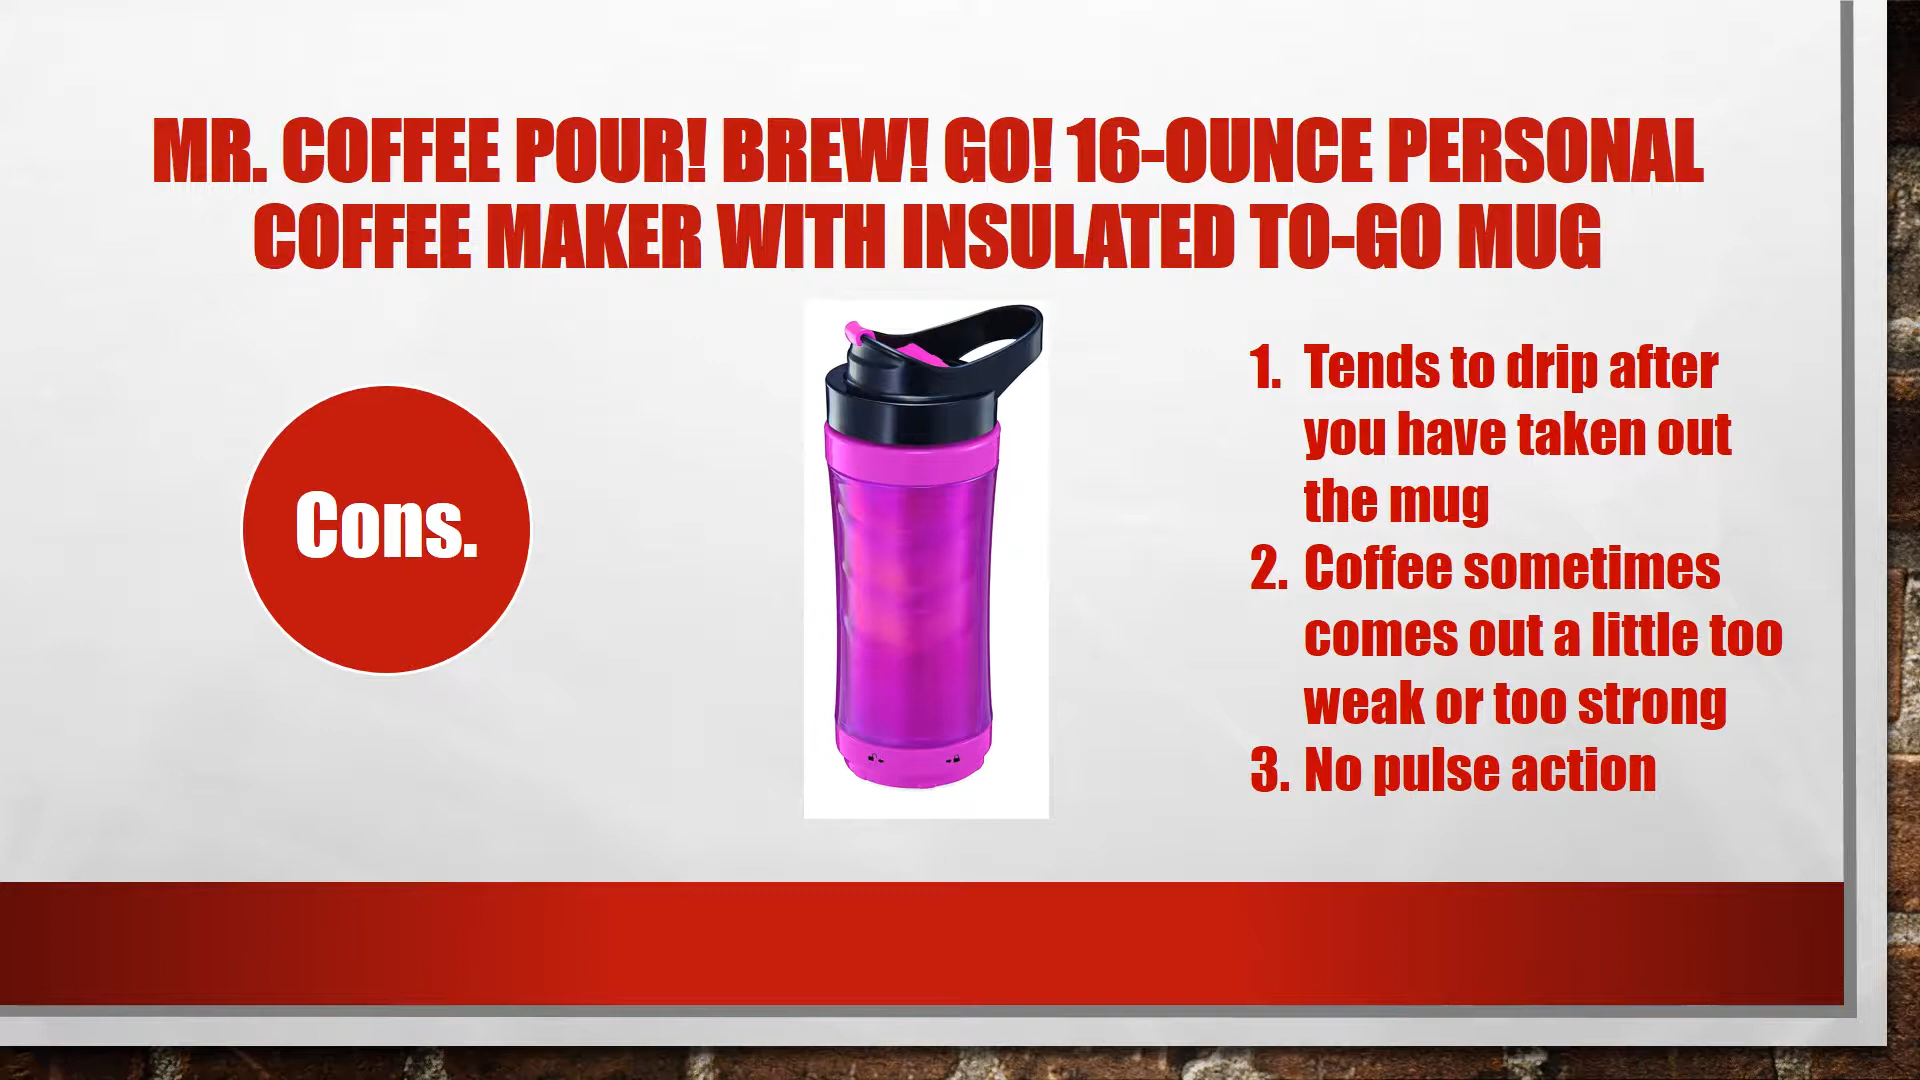 MR. COFFEE POUR! BREW! GO! 16-OUNCE PERSONAL
COFFEE MAKER WITH INSULATED TO-GO MUG
Cons.
1. Tends to drip after
you have taken out
the mug
2. Coffee sometimes
comes out a little too
weak or too strong
3. No pulse action